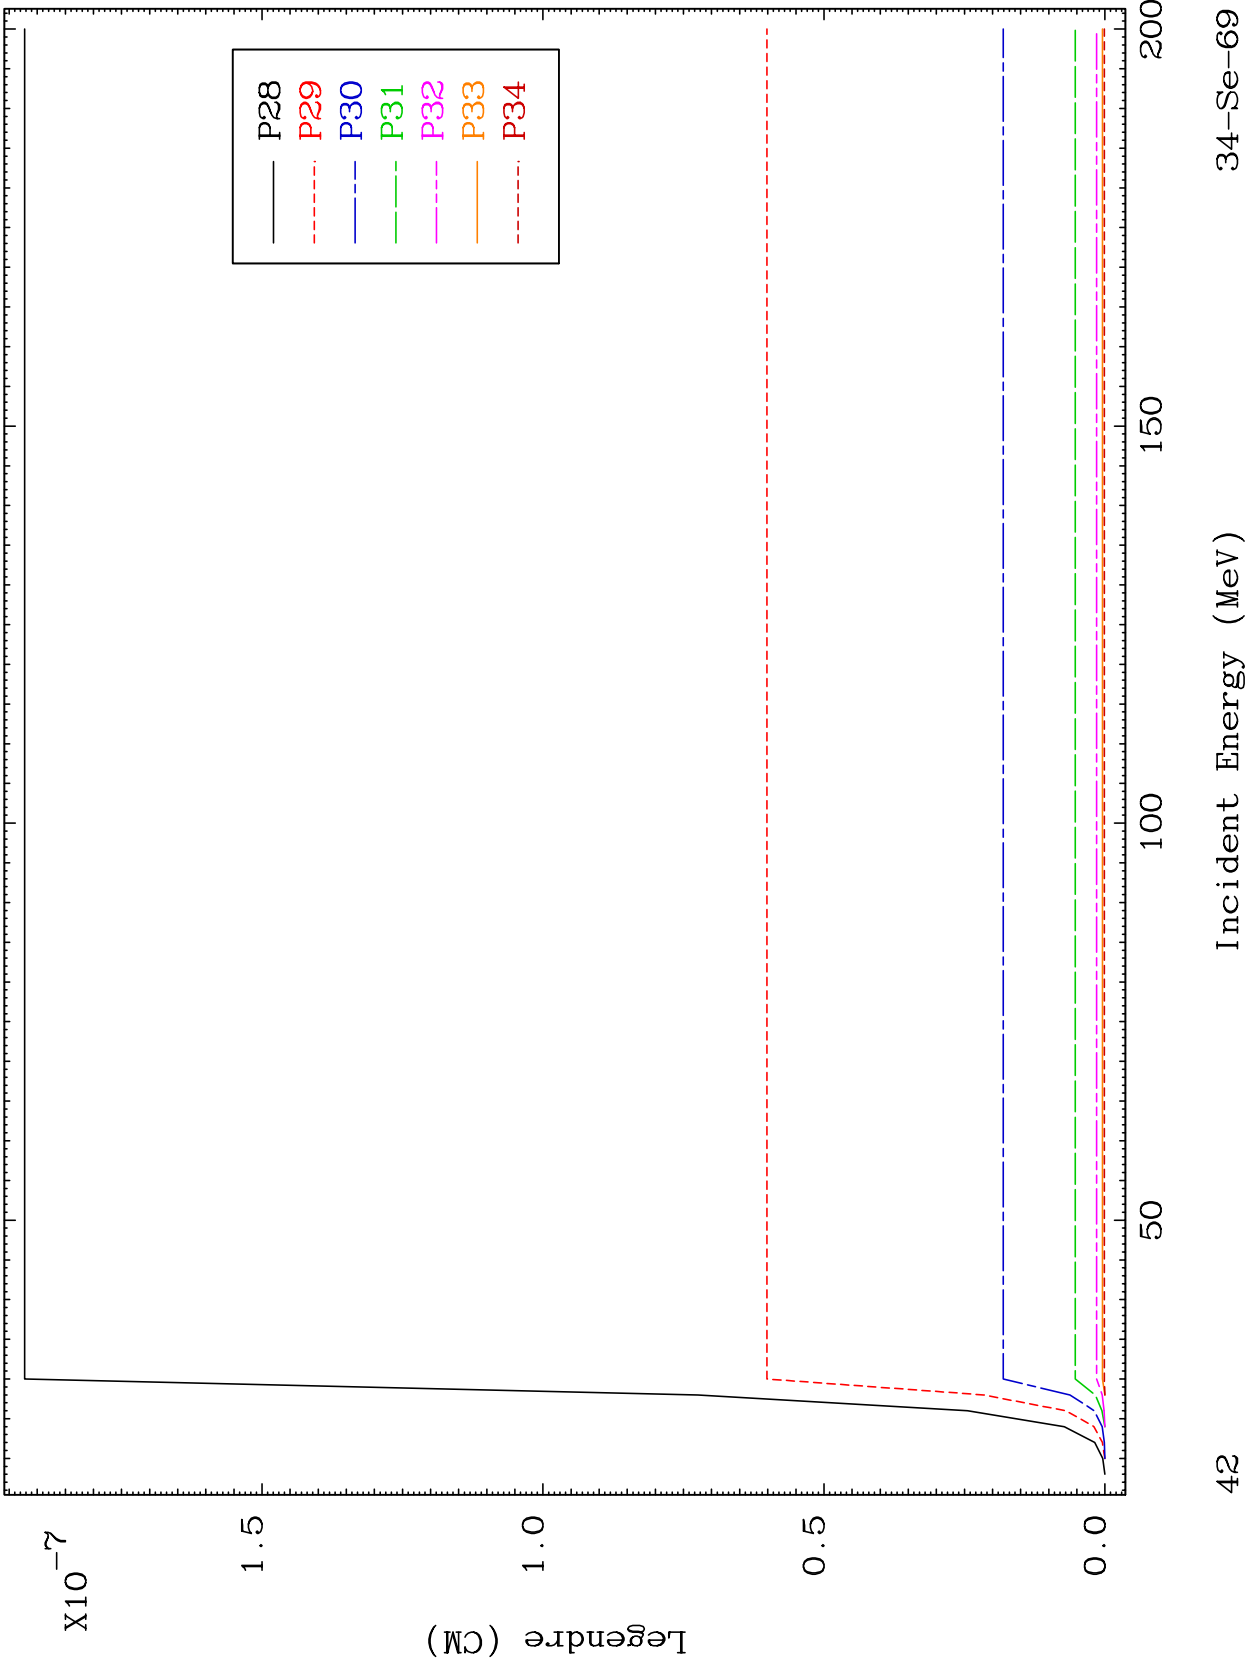 X10-7
1.5
1.0
0.5
0.0
Legendre (CM)
P28
P29
P30
P31
P32
P33
P34
50
100
150
200
42
Incident Energy (MeV)
34-Se-69